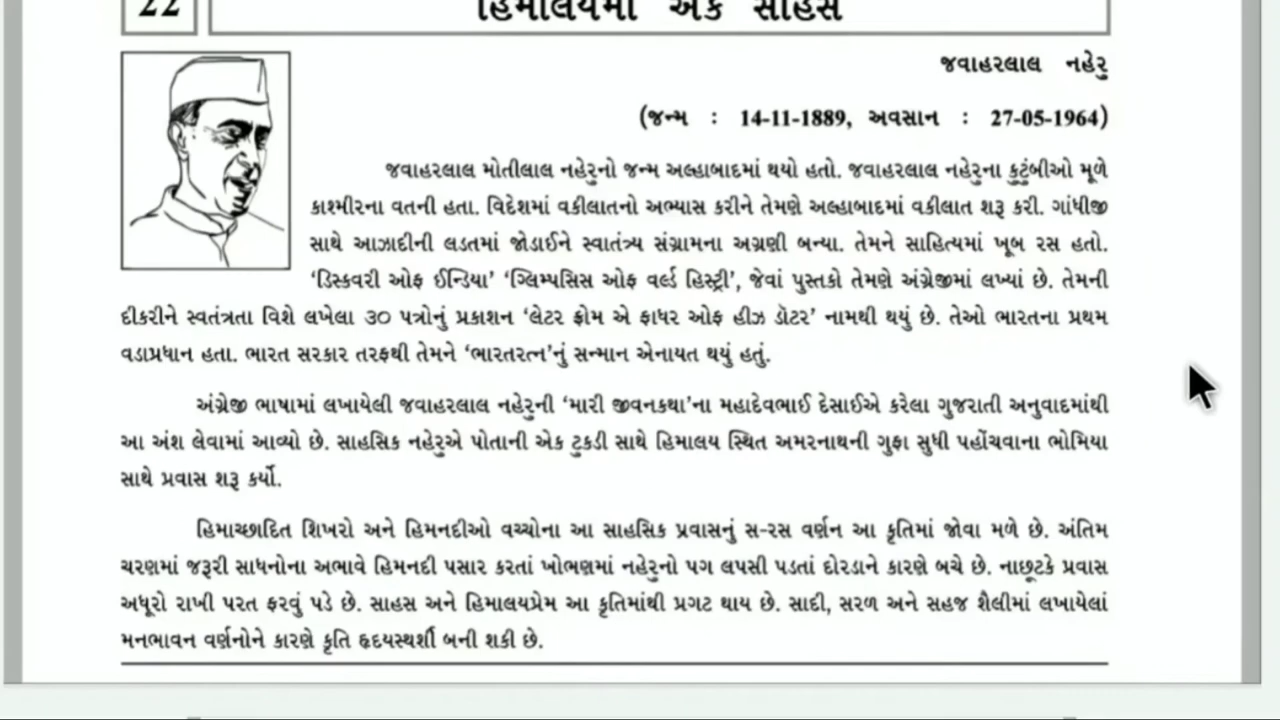 22
હિમાલયમાં એક સાહસ
જવાહરલાલ નહેરુ
(જન્મ : 14-11-1889, અવસાન : 27-05-1964)
જવાહરલાલ મોતીલાલ નહેરુનો જન્મ અલ્હાબાદમાં થયો હતો. જવાહરલાલ નહેરુના કુટુંબીઓ મૂળે
કાશ્મીરના વતની હતા. વિદેશમાં વકીલાતનો અભ્યાસ કરીને તેમણે અલ્હાબાદમાં વકીલાત શરૂ કરી. ગાંધીજી
સાથે આઝાદીની લડતમાં જોડાઈને સ્વાતંત્ર્ય સંગ્રામના અગ્રણી બન્યા. તેમને સાહિત્યમાં ખૂબ રસ હતો.
‘ડિસ્કવરી ઓફ ઈન્ડિયા’ ‘ગ્લિમ્પસિસ ઓફ વર્લ્ડ હિસ્ટ્રી’, જેવાં પુસ્તકો તેમણે અંગ્રેજીમાં લખ્યાં છે. તેમની
દીકરીને સ્વતંત્રતા વિશે લખેલા ૩૦ પત્રોનું પ્રકાશન ‘લેટર ફ્રોમ એ ફાધર ઓફ હીઝ ડૉટર’ નામથી થયું છે. તેઓ ભારતના પ્રથમ
વડાપ્રધાન હતા. ભારત સરકાર તરફથી તેમને ‘ભારતરત્ન’નું સન્માન એનાયત થયું હતું.
અંગ્રેજી ભાષામાં લખાયેલી જવાહરલાલ નહેરુની ‘મારી જીવનકથા’ના મહાદેવભાઈ દેસાઈએ કરેલા ગુજરાતી અનુવાદમાંથી
આ અંશ લેવામાં આવ્યો છે. સાહસિક નહેરુએ પોતાની એક ટુકડી સાથે હિમાલય સ્થિત અમરનાથની ગુફા સુધી પહોંચવાના ભોમિયા
સાથે પ્રવાસ શરૂ કર્યો.
હિમાચ્છાદિત શિખરો અને હિમનદીઓ વચ્ચોના આ સાહસિક પ્રવાસનું સ-રસ વર્ણન આ કૃતિમાં જોવા મળે છે. અંતિમ
ચરણમાં જરૂરી સાધનોના અભાવે હિમનદી પસાર કરતાં ખોભણમાં નહેરુનો પગ લપસી પડતાં દોરડાને કારણે બચે છે. નાછૂટકે પ્રવાસ
અધૂરો રાખી પરત ફરવું પડે છે. સાહસ અને હિમાલયપ્રેમ આ કૃતિમાંથી પ્રગટ થાય છે. સાદી, સરળ અને સહજ શૈલીમાં લખાયેલાં
મનભાવન વર્ણનોને કારણે કૃતિ હૃદયસ્થર્શી બની શકી છે.